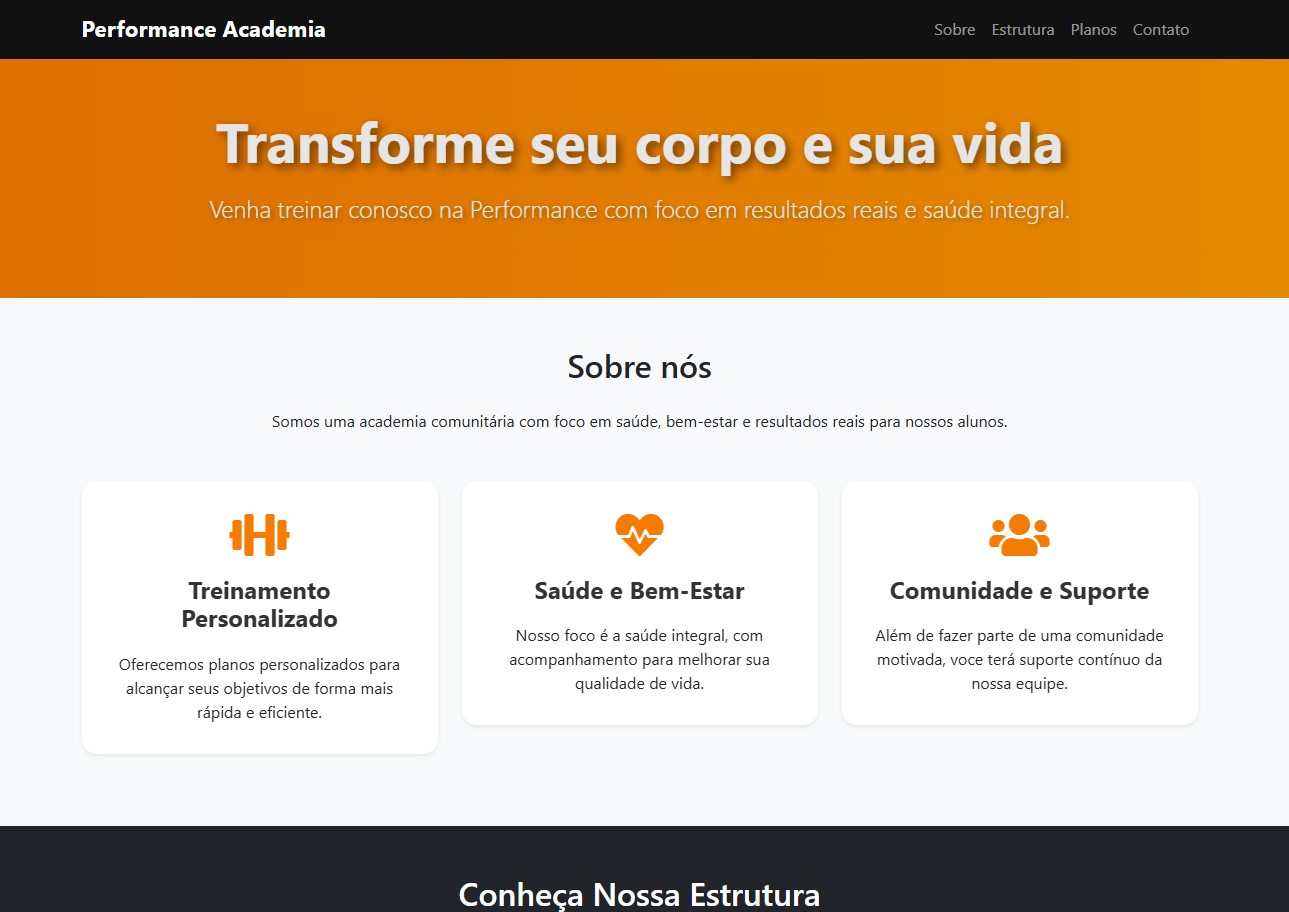 Performance Academia
Sobre Estrutura Planos Contato
Transforme seu corpo e sua vida
Venha treinar conosco na Performance com foco em resultados reais e saúde integral.
Sobre nós
Somos uma academia comunitária com foco em saúde, bem-estar e resultados reais para nossos alunos.
Treinamento
Personalizado
Oferecemos planos personalizados para
alcançar seus objetivos de forma mais
rápida e eficiente.
Saúde e Bem-Estar
Nosso foco é a saúde integral, com
acompanhamento para melhorar sua
qualidade de vida.
Comunidade e Suporte
Além de fazer parte de uma comunidade
motivada, voce terá suporte contínuo da
nossa equipe.
Conheça Nossa Estrutura